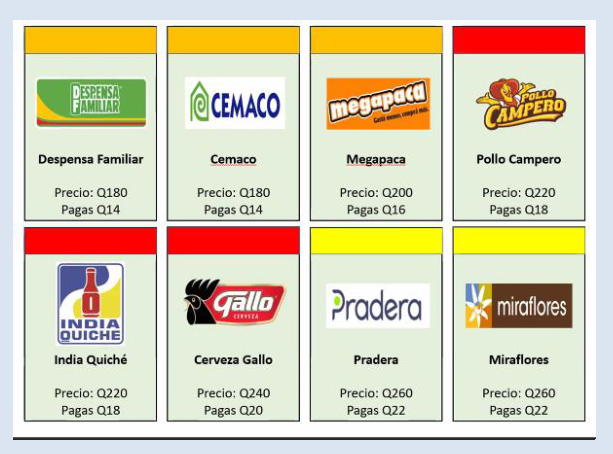 DESPENSA
FAMILIAR
Despensa Familiar
Precio: Q180
Pagas Q14
CEMACO
Cemaco
Precio: Q180
Pagas Q14
megapaca
Gastá menos, comprá más.
Megapaca
Precio: Q200
Pagas Q16
POLLO
CAMPERO
Pollo Campero
Precio: Q220
Pagas Q18
INDIA
QUICHE
India Quiché
Precio: Q220
Pagas Q18
Gallo
CERVEZA
Cerveza Gallo
Precio: Q240
Pagas Q20
Pradera
Pradera
Precio: Q260
Pagas Q22
miraflores
Miraflores
Precio: Q260
Pagas Q22